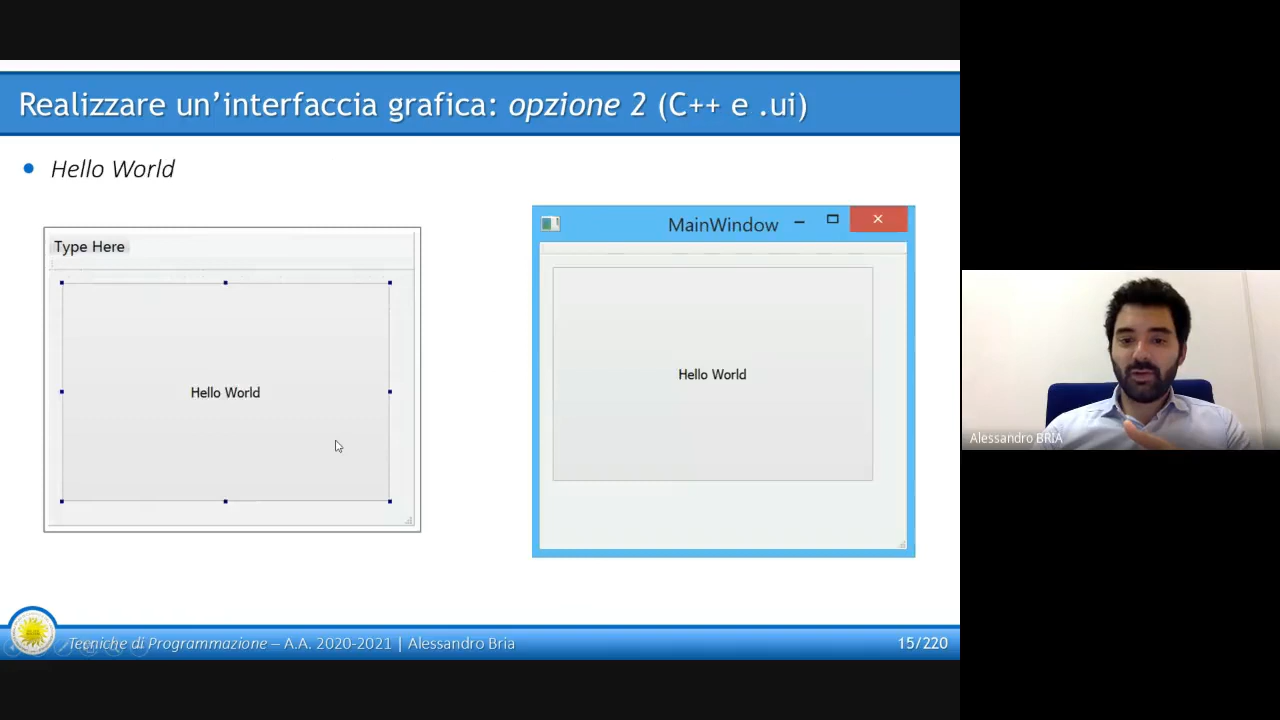 Realizzare un’interfaccia grafica: opzione 2 (C++ e .ui)
Hello World
Type Here
Hello World
MainWindow
Hello World
Alessandro BRIA
Tecniche di Programmazione – A.A. 2020-2021 | Alessandro Bria
15/220